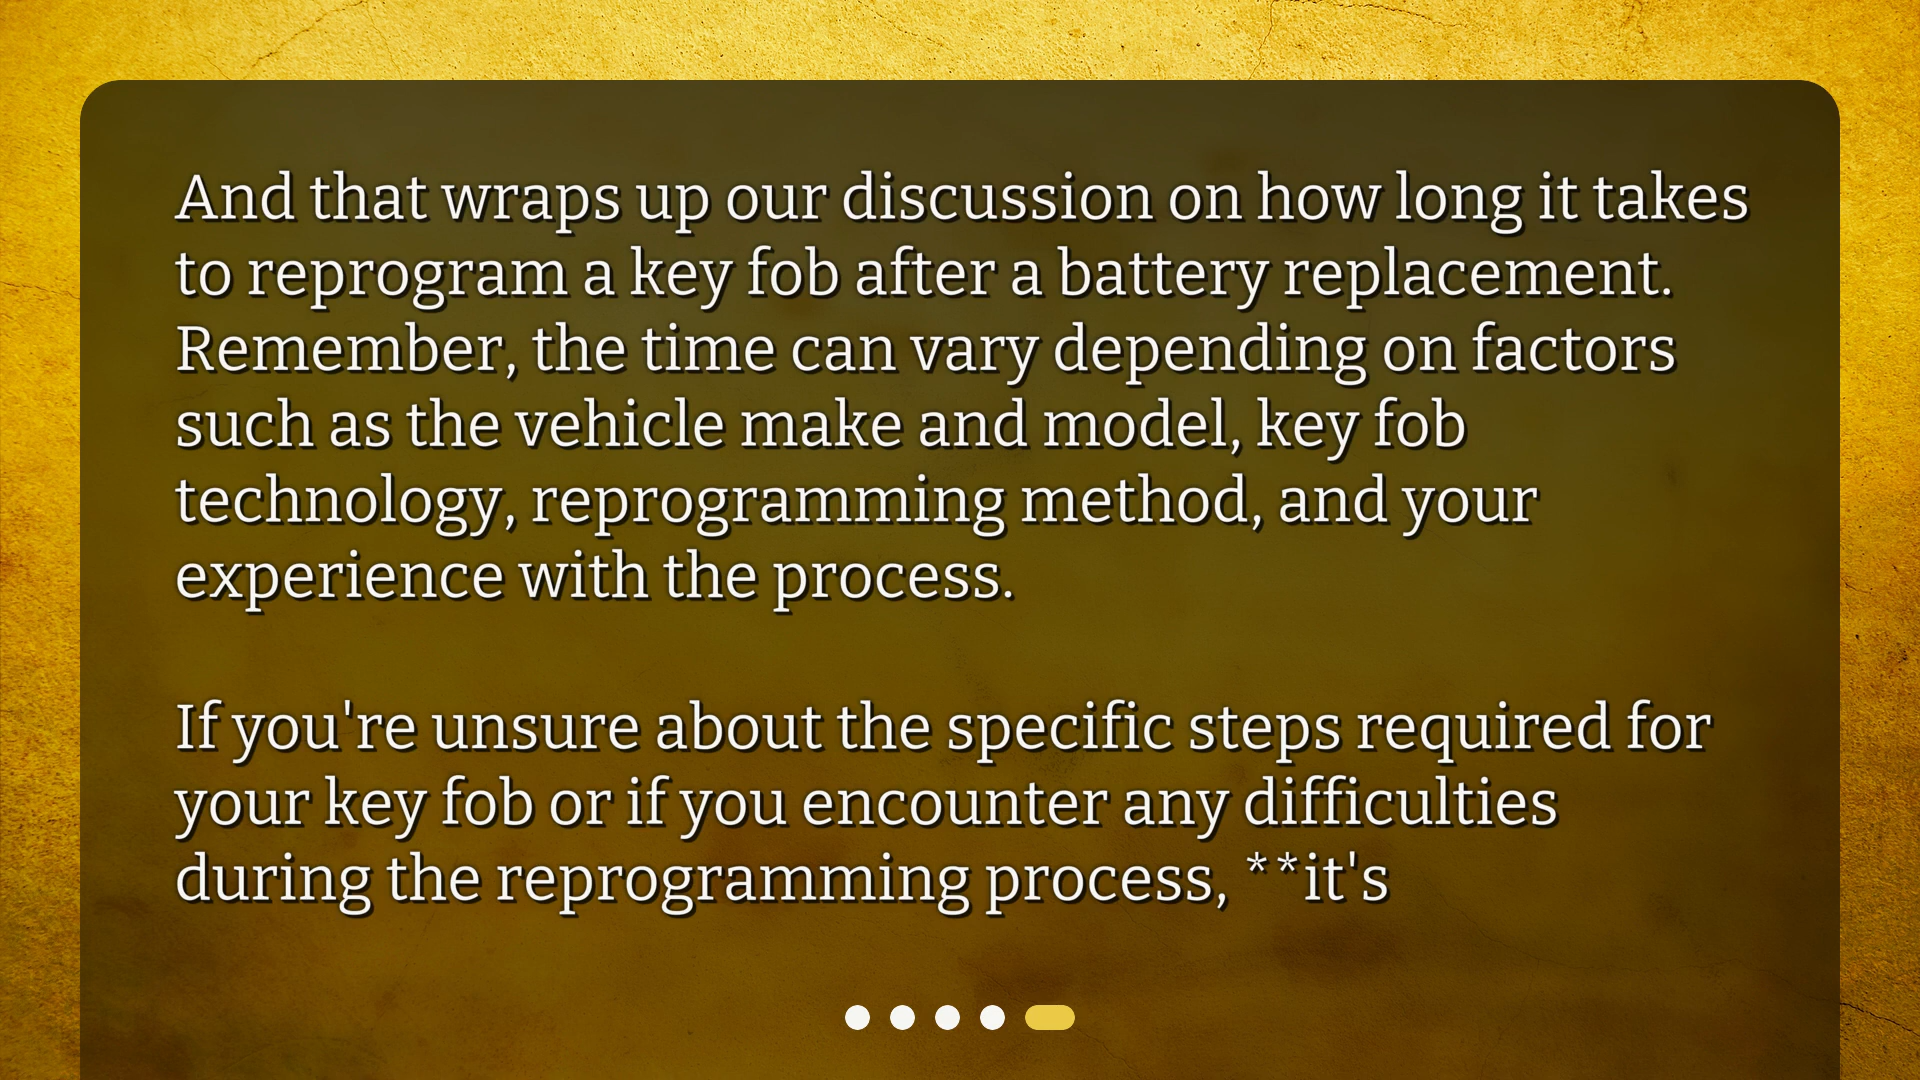 And that wraps up our discussion on how long it takes
to reprogram a key fob after a battery replacement.
Remember, the time can vary depending on factors
such as the vehicle make and model, key fob
technology, reprogramming method, and your
experience with the process.
If you're unsure about the specific steps required for
your key fob or if you encounter any difficulties
during the reprogramming process, **it's